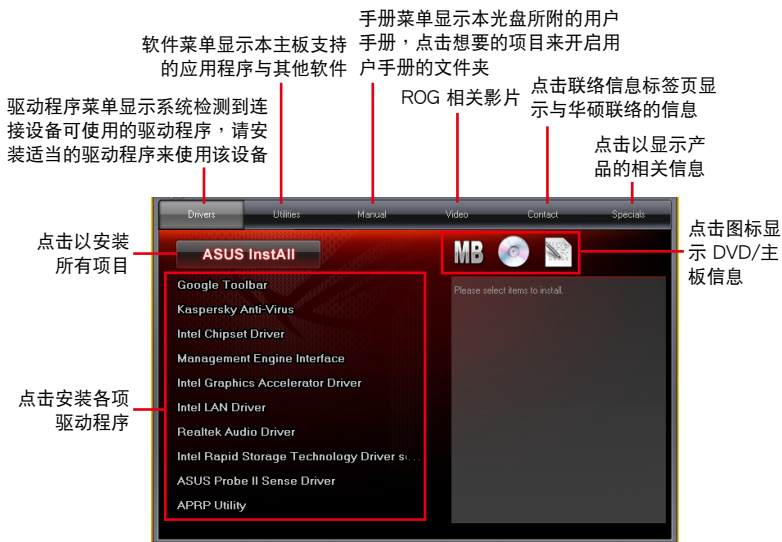 手册菜单显示本光盘所附的用户
手册，点击想要的项目来开启用
户手册的文件夹
软件菜单显示本主板支持
的应用程序与其他软件
ROG 相关影片
点击联络信息标签页显
示与华硕联络的信息
驱动程序菜单显示系统检测到连
接设备可使用的驱动程序，请安
装适当的驱动程序来使用该设备
点击以显示产
品的相关信息
Drivers
Utilities
Manual
Video
Contact
Specials
点击以安装
所有项目
ASUS InstAll
MB
点击图标显
示 DVD/主
板信息
Google Toolbar
Please select items to install.
Kaspersky Anti-Virus
Intel Chipset Driver
Management Engine Interface
Intel Graphics Accelerator Driver
点击安装各项
驱动程序
Intel LAN Driver
Realtek Audio Driver
Intel Rapid Storage Technology Driver s...
ASUS Probe II Sense Driver
APRP Utility